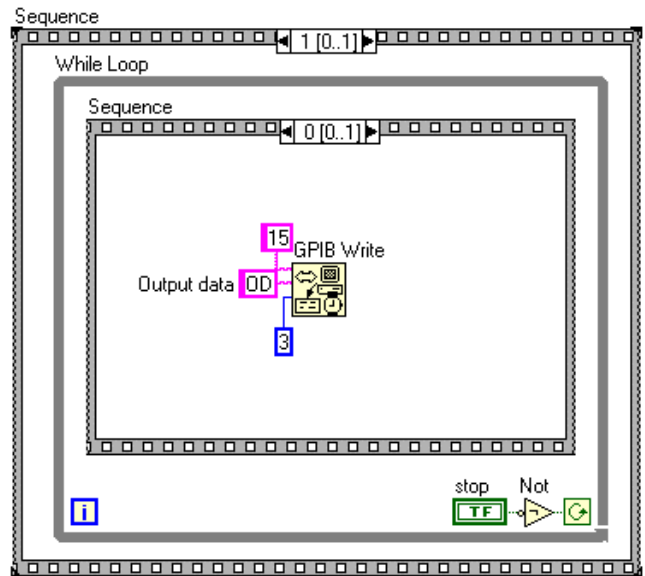 Sequence
1 [0..1]
While Loop
Sequence
0 [0..1]
15
GPIB Write
Output data OD
3
stop Not
i TF